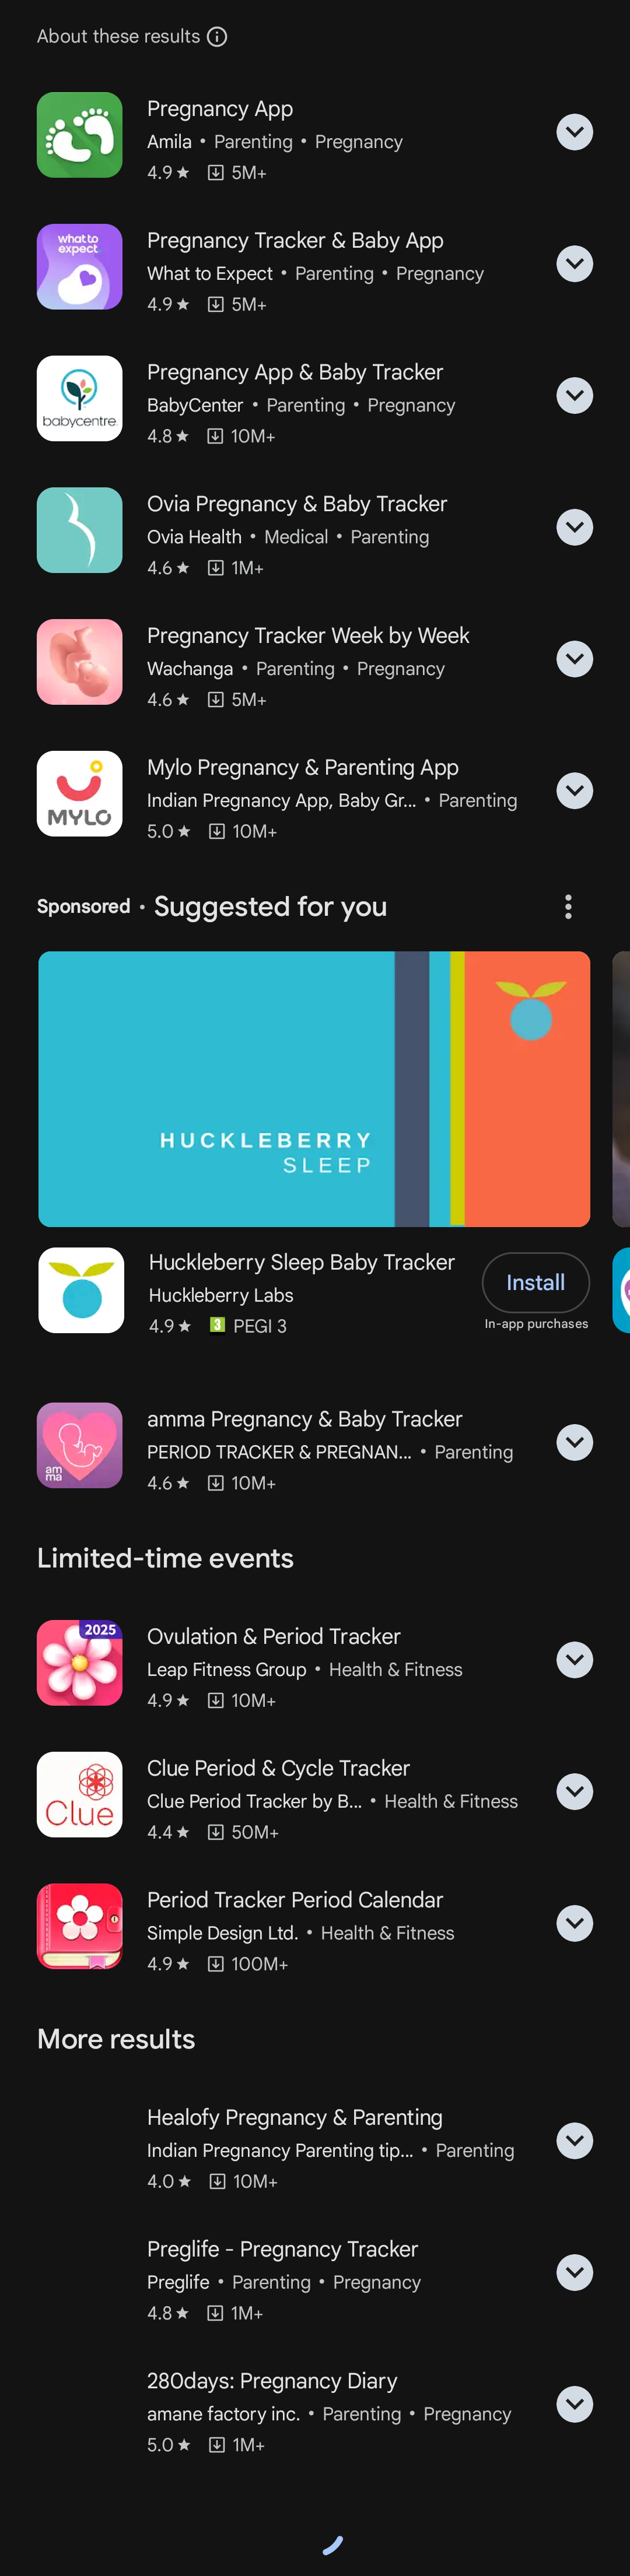 About these results
Pregnancy App
Amila • Parenting • Pregnancy
4.9★ 5M+
what to
expect
Pregnancy Tracker & Baby App
What to Expect • Parenting • Pregnancy
4.9★ 5M+
babycentre
Pregnancy App & Baby Tracker
BabyCenter • Parenting • Pregnancy
4.8★ 10M+
Ovia Pregnancy & Baby Tracker
Ovia Health • Medical • Parenting
4.6★ 1M+
Pregnancy Tracker Week by Week
Wachanga • Parenting • Pregnancy
4.6★ 5M+
MYLO
Mylo Pregnancy & Parenting App
Indian Pregnancy App, Baby Gr... • Parenting
5.0★ 10M+
Sponsored • Suggested for you
HUCKLEBERRY
SLEEP
Huckleberry Sleep Baby Tracker
Huckleberry Labs
4.9★ 3 PEGI 3
Install
In-app purchases
am
ma
amma Pregnancy & Baby Tracker
PERIOD TRACKER & PREGNAN... • Parenting
4.6★ 10M+
Limited-time events
2025
Ovulation & Period Tracker
Leap Fitness Group • Health & Fitness
4.9★ 10M+
Clue
Clue Period & Cycle Tracker
Clue Period Tracker by B... • Health & Fitness
4.4★ 50M+
Period Tracker Period Calendar
Simple Design Ltd. • Health & Fitness
4.9★ 100M+
More results
Healofy Pregnancy & Parenting
Indian Pregnancy Parenting tip... • Parenting
4.0★ 10M+
Preglife - Pregnancy Tracker
Preglife • Parenting • Pregnancy
4.8★ 1M+
280days: Pregnancy Diary
amane factory inc. • Parenting • Pregnancy
5.0★ 1M+